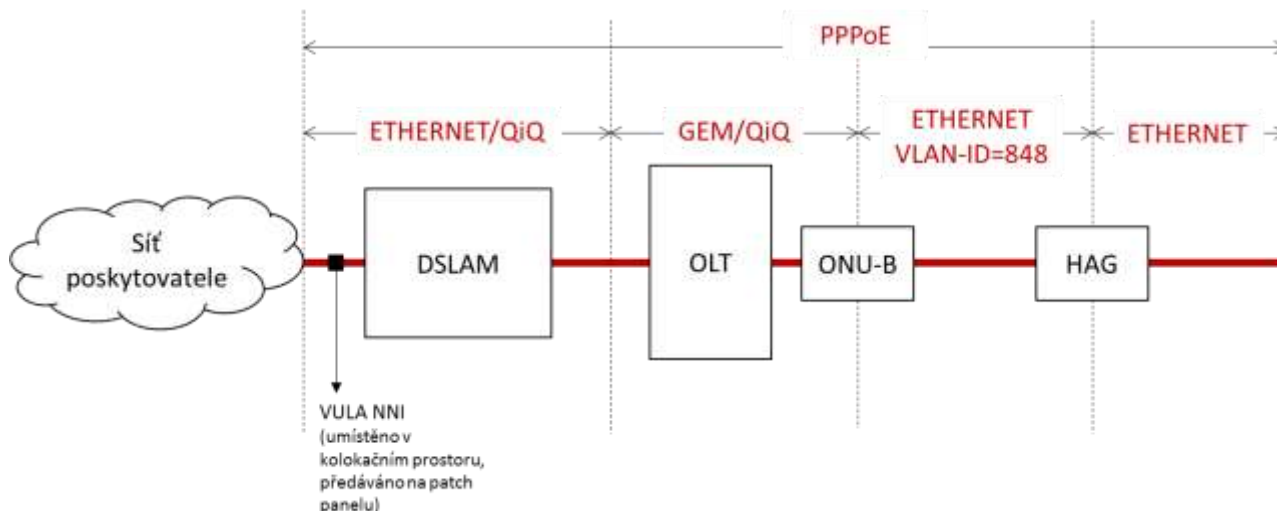 PPPoE
ETHERNET/QiQ
GEM/QiQ
ETHERNET
VLAN-ID=848
ETHERNET
Síť
poskytovatele
DSLAM
OLT
ONU-B
HAG
VULA NNI
(umístěno v
kolokačním prostoru,
předáváno na patch
panelu)